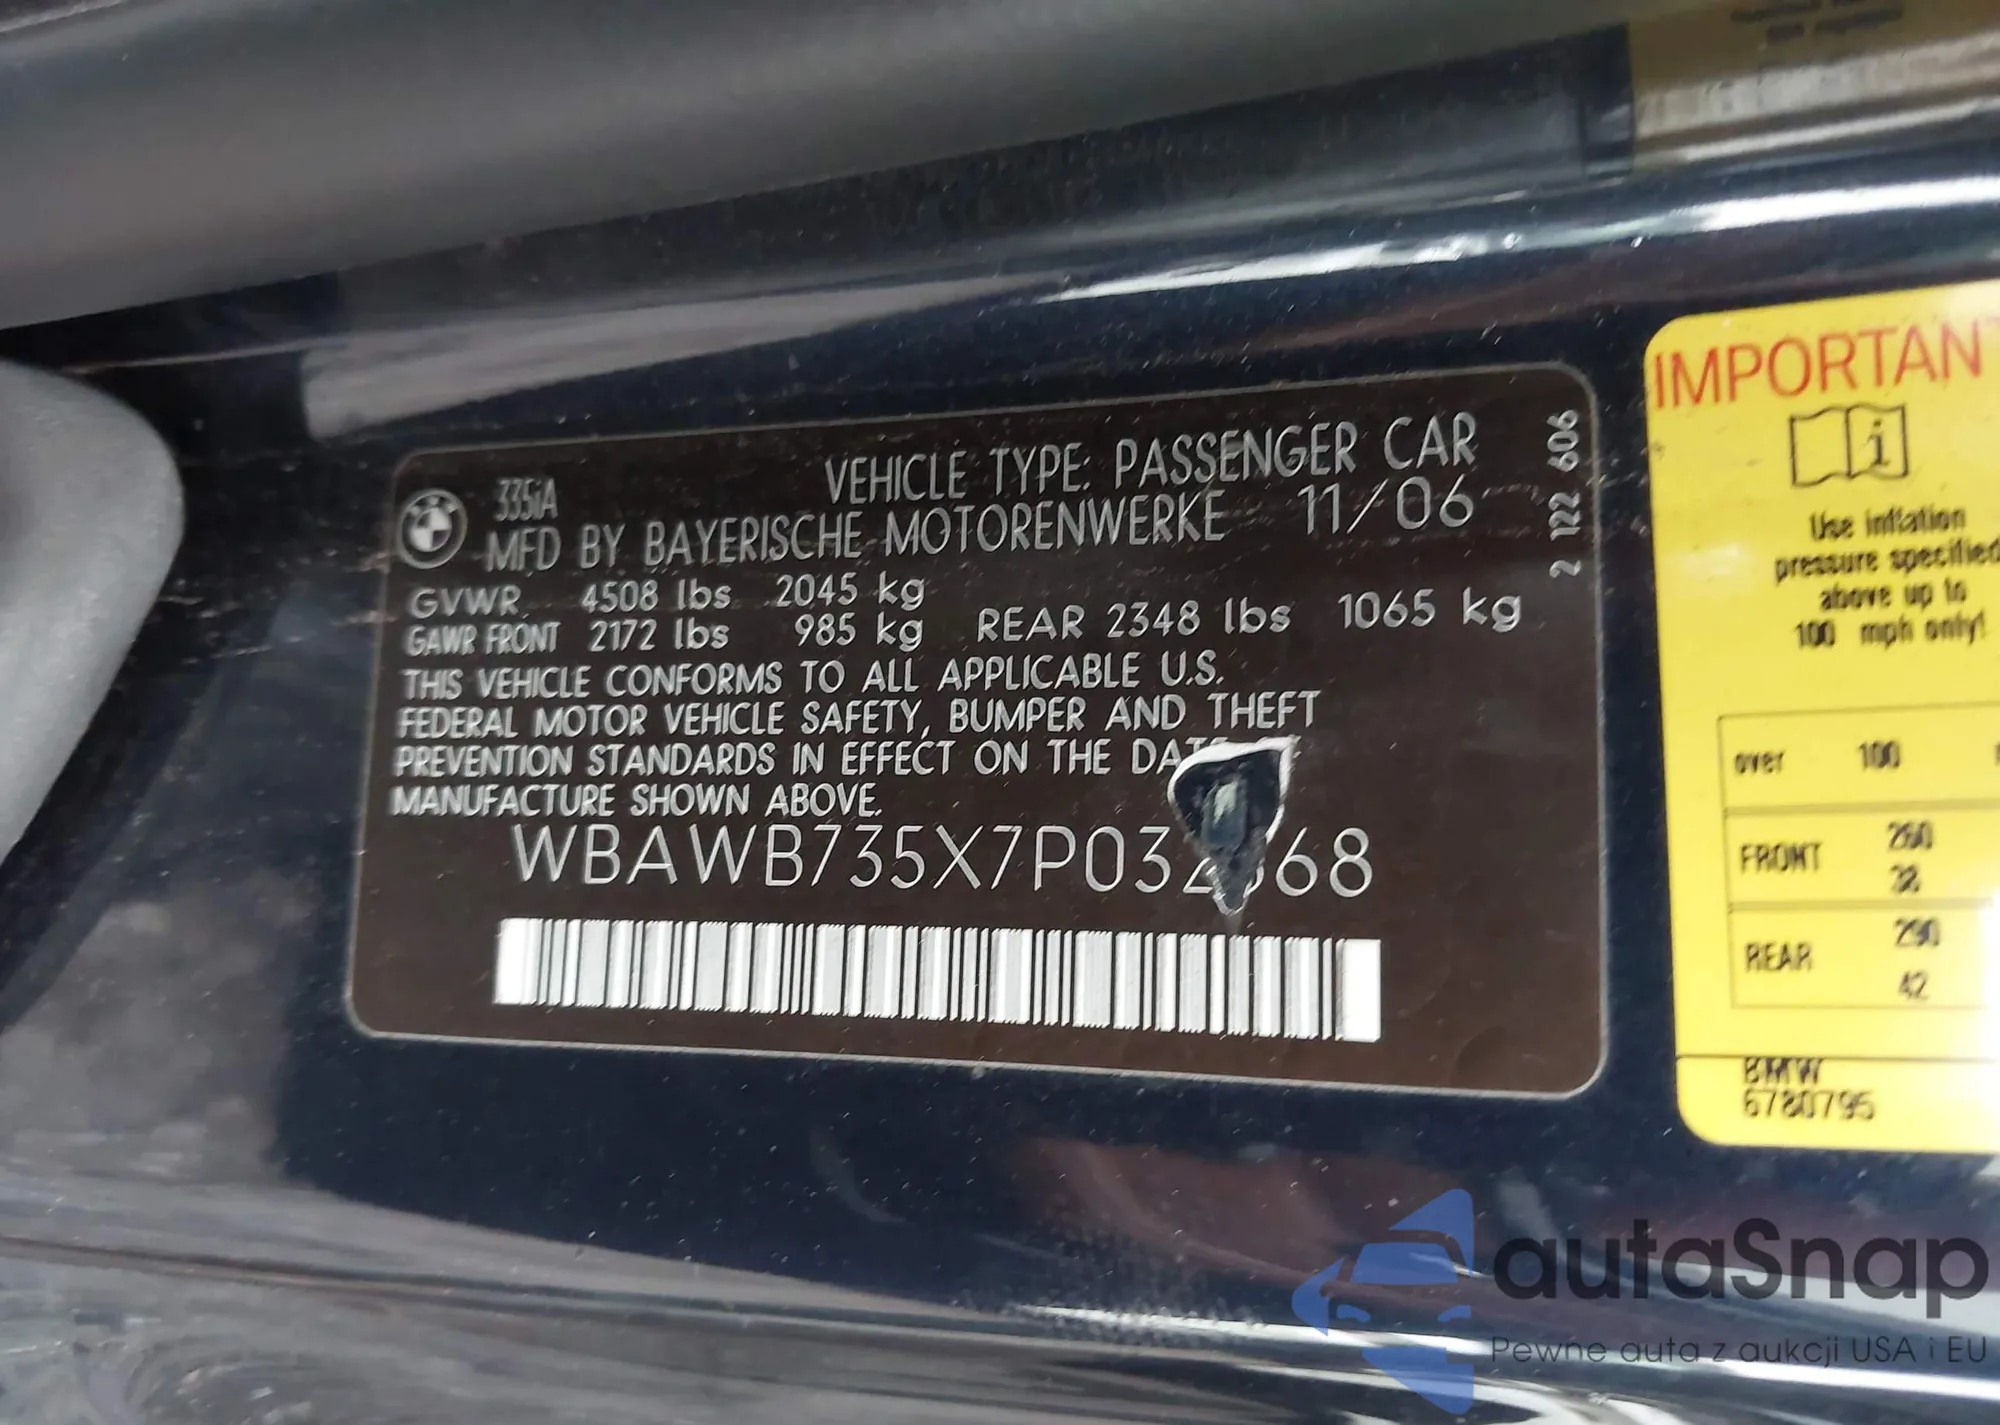 335iA
VEHICLE TYPE: PASSENGER CAR
MFD BY BAYERISCHE MOTORENWERKE 11/06
GVWR 4508 lbs 2045 kg
GAWR FRONT 2172 lbs 985 kg REAR 2348 lbs 1065 kg
THIS VEHICLE CONFORMS TO ALL APPLICABLE U.S.
FEDERAL MOTOR VEHICLE SAFETY, BUMPER AND THEFT
PREVENTION STANDARDS IN EFFECT ON THE
MANUFACTURE SHOWN ABOVE.
2 122 606
IMPORTANT
Use inflation
pressure specified
above up to
100 mph only!
over 100
FRONT 260
38
REAR 290
42
BMW
6780795
autaSnap
Pewne auta z aukcji USA i EU